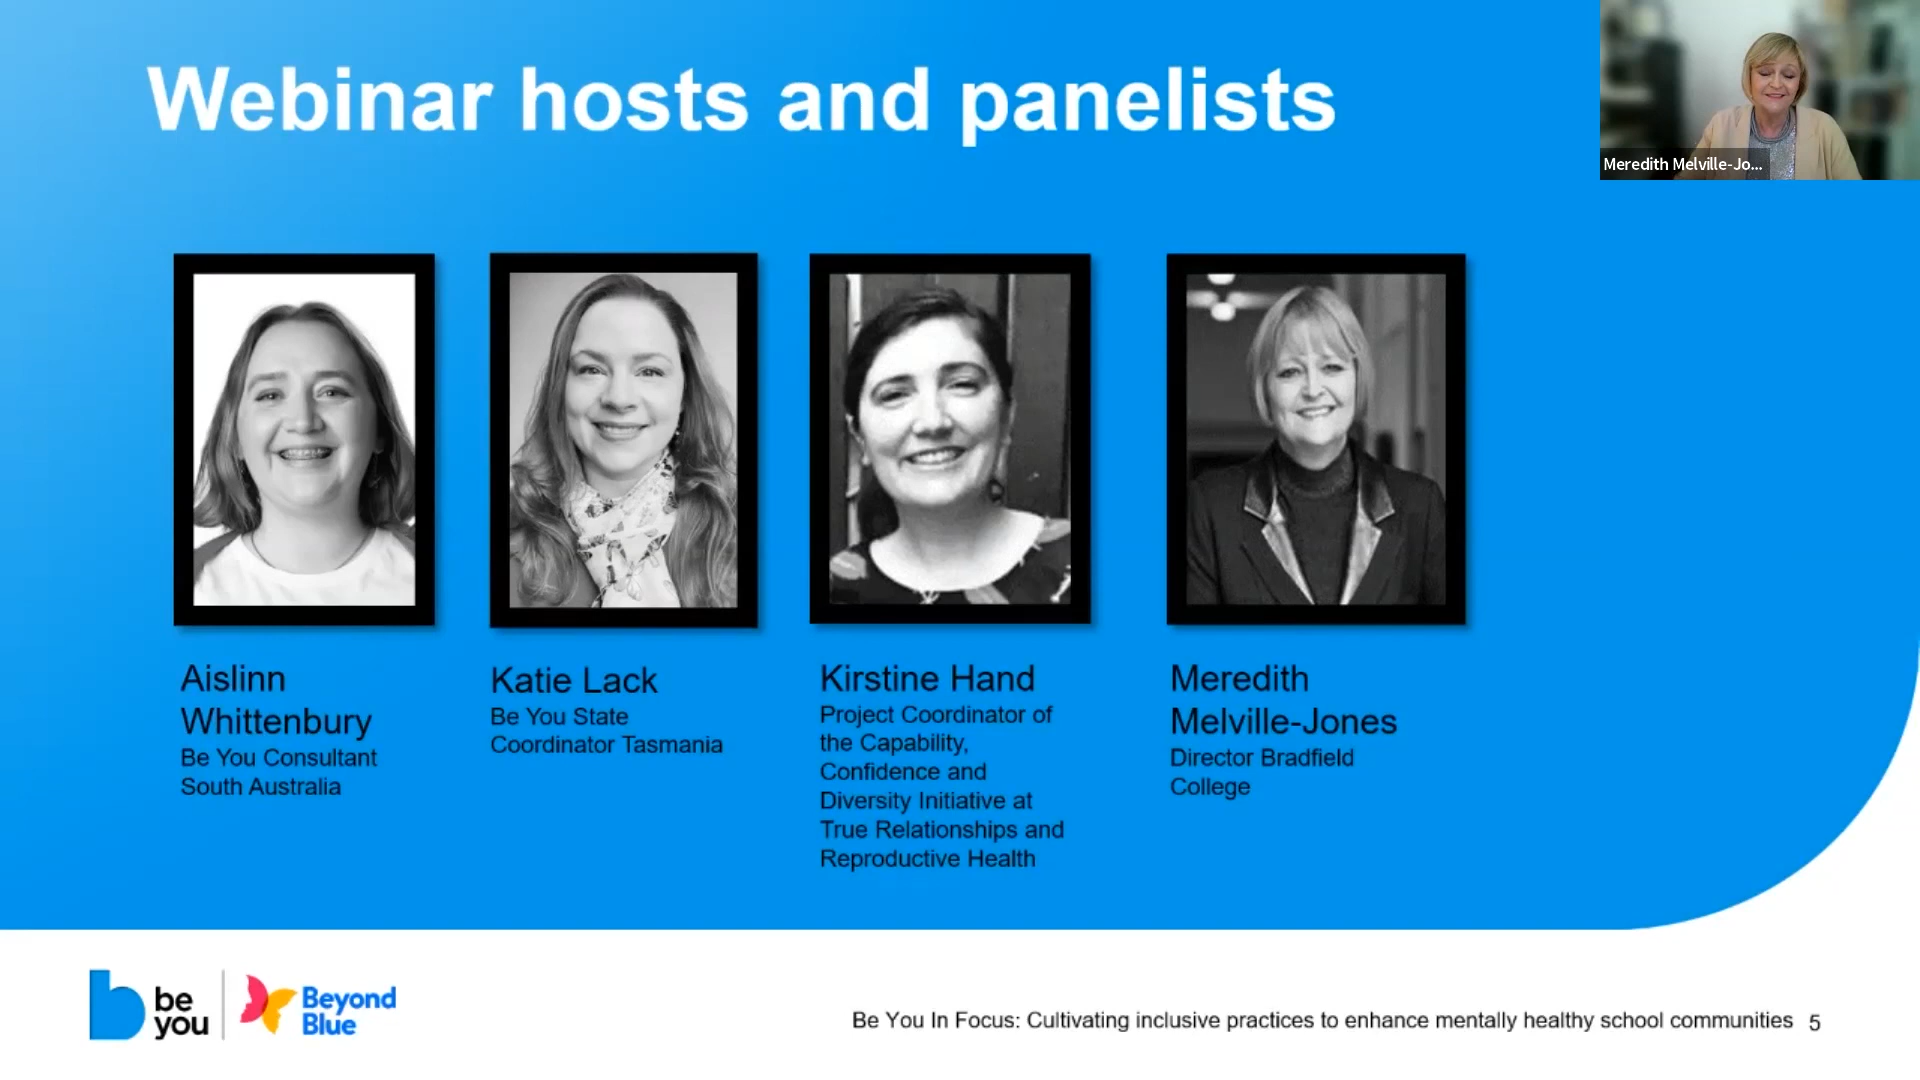 Webinar hosts and panelists
Meredith Melville-Jo...
Aislinn
Whittenbury
Be You Consultant
South Australia
Katie Lack
Be You State
Coordinator Tasmania
Kirstine Hand
Project Coordinator of
the Capability,
Confidence and
Diversity Initiative at
True Relationships and
Reproductive Health
Meredith
Melville-Jones
Director Bradfield
College
be
you
Beyond
Blue
Be You In Focus: Cultivating inclusive practices to enhance mentally healthy school communities 5